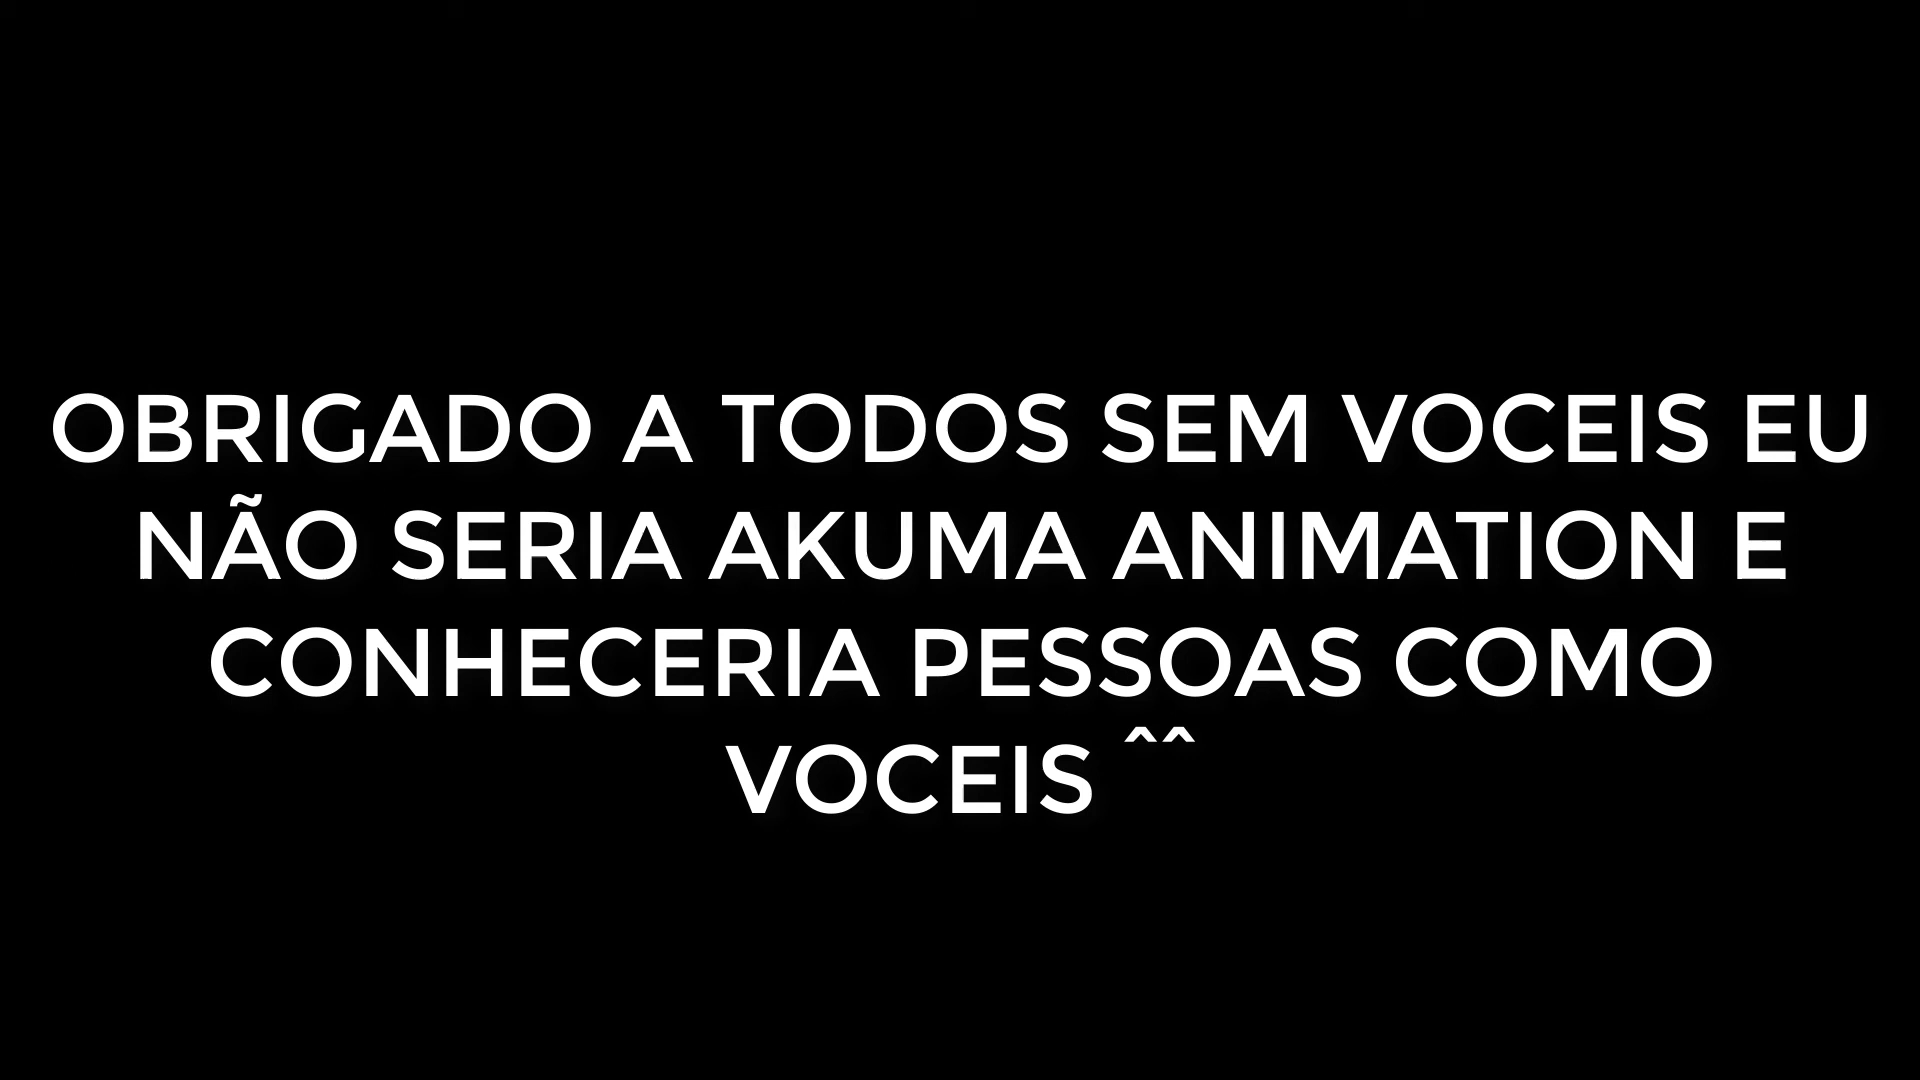 OBRIGADO A TODOS SEM VOCEIS EU
NÃO SERIA AKUMA ANIMATION E
CONHECERIA PESSOAS COMO
VOCEIS ^^